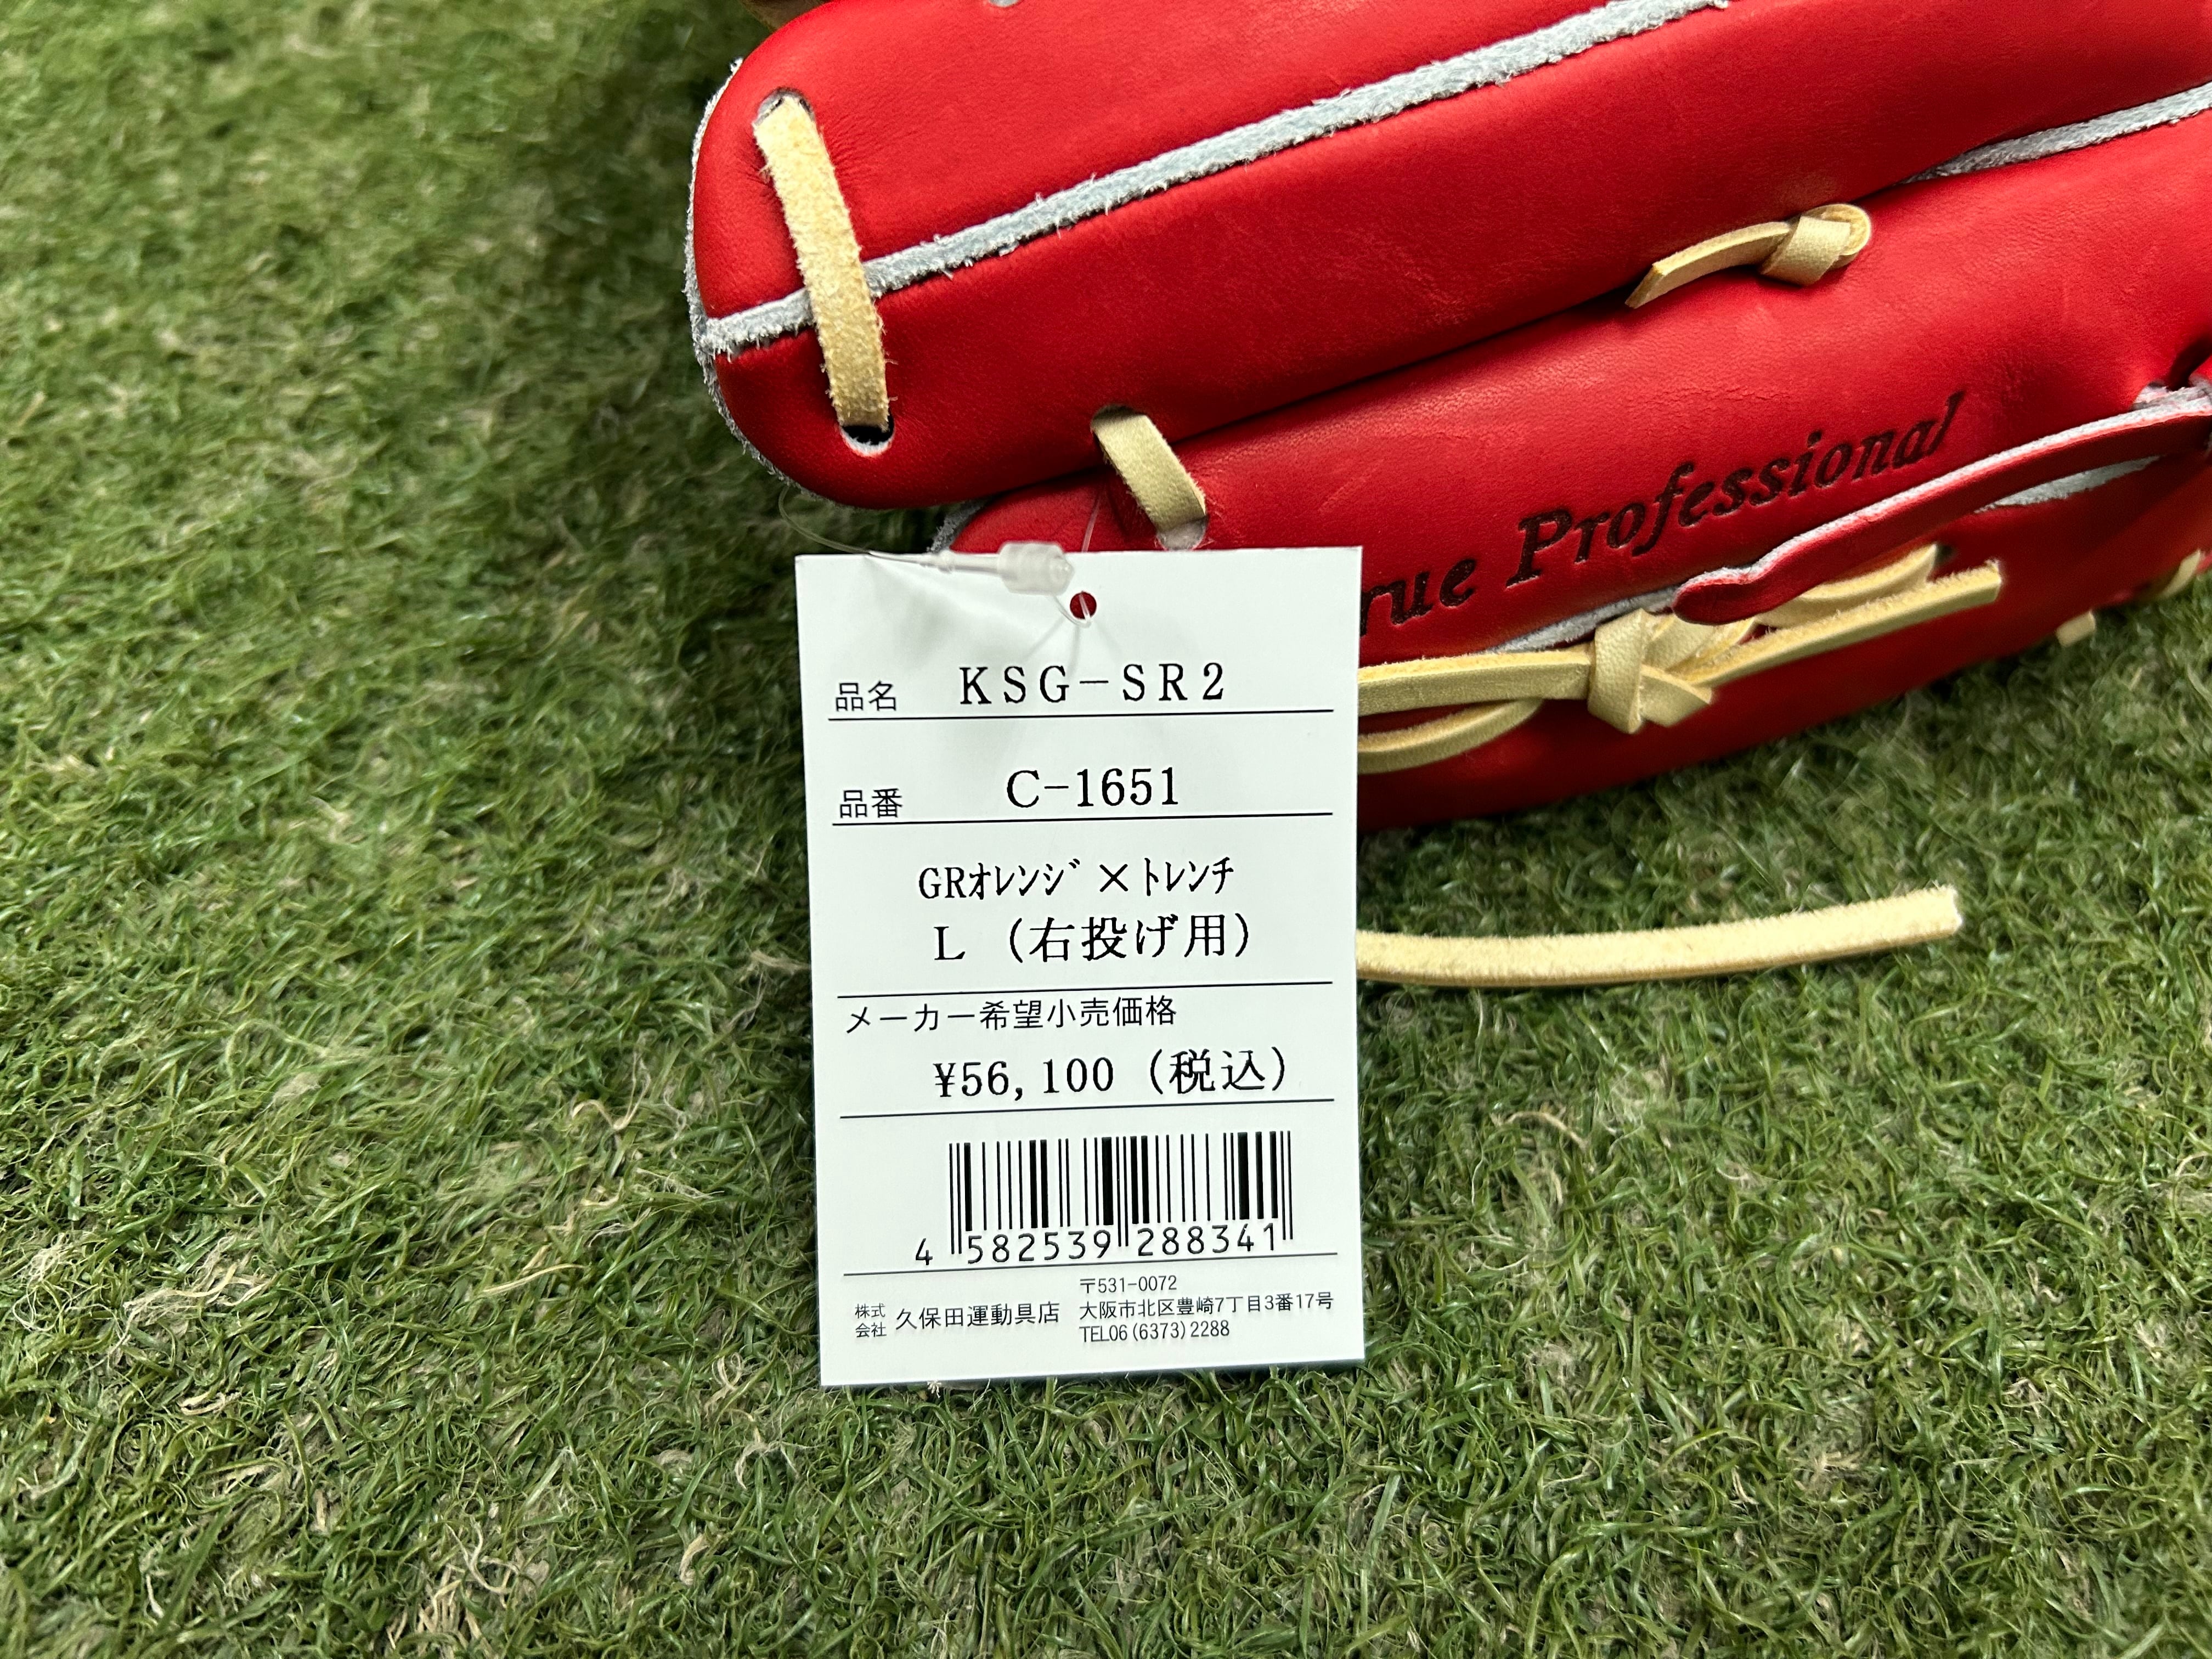 rue Professional
品名 KSG-SR2
品番 C-1651
GRｵﾚﾝｼﾞ×ﾄﾚﾝﾁ
L (右投げ用)
メーカー希望小売価格
¥56,100 (税込)
4 582539 288341
株式会社 久保田運動具店
〒531-0072
大阪市北区豊崎7丁目3番17号
TEL06(6373)2288